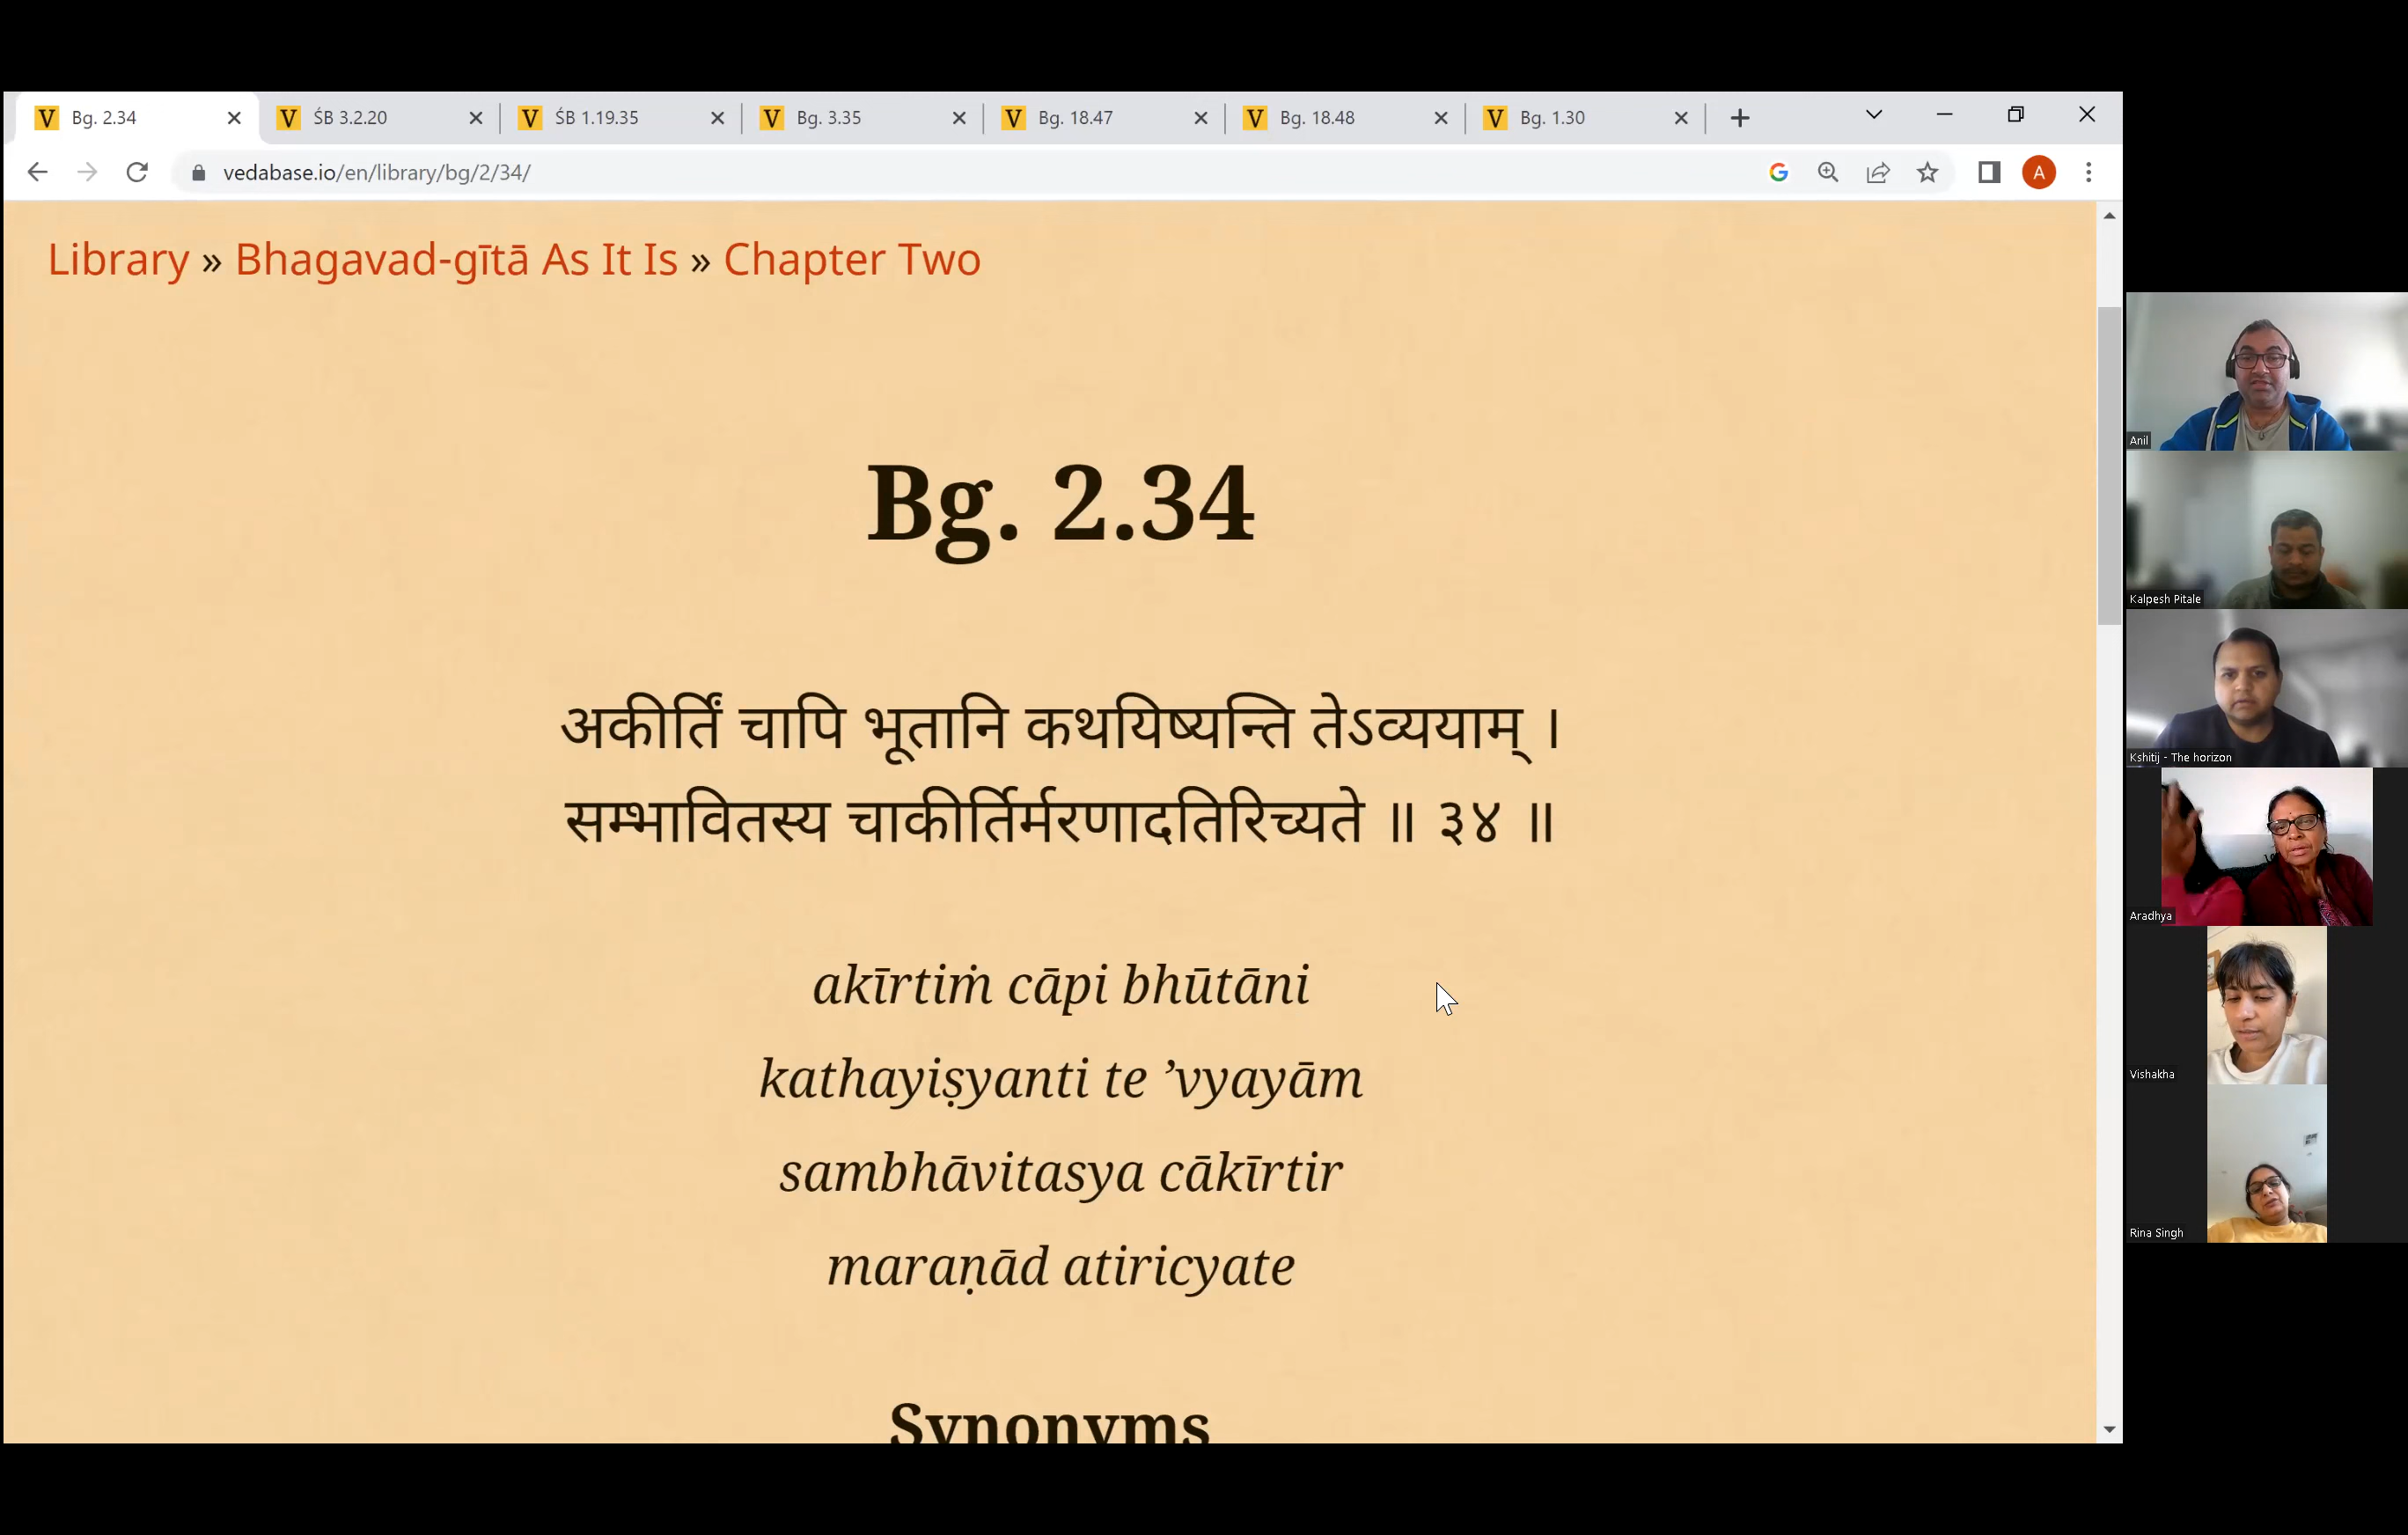 Bg. 2.34
ŚB 3.2.20
ŚB 1.19.35
Bg. 3.35
Bg. 18.47
Bg. 18.48
Bg. 1.30
vedabase.io/en/library/bg/2/34/
A
Library » Bhagavad-gītā As It Is » Chapter Two
Bg. 2.34
अकीर्तिं चापि भूतानि कथयिष्यन्ति तेऽव्ययाम् ।
सम्भावितस्य चाकीर्तिर्मरणादतिरिच्यते ॥ ३४ ॥
akīrtiṁ cāpi bhūtāni
kathayiṣyanti te ’vyayām
sambhāvitasya cākīrtir
maraṇād atiricyate
Synonyms
Anil
Kalpesh Pitale
Kshitij - The horizon
Aradhya
Vishakha
Rina Singh